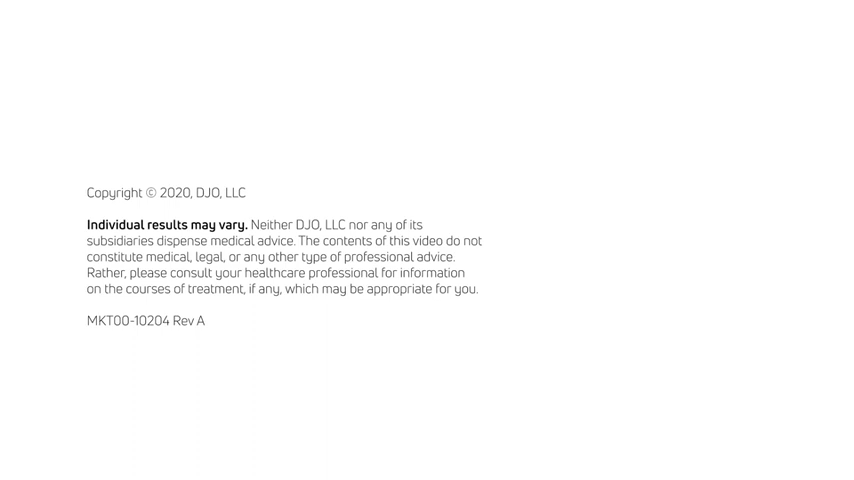 Copyright © 2020, DJO, LLC
Individual results may vary. Neither DJO, LLC nor any of its
subsidiaries dispense medical advice. The contents of this video do not
constitute medical, legal, or any other type of professional advice.
Rather, please consult your healthcare professional for information
on the courses of treatment, if any, which may be appropriate for you.
MKT00-10204 Rev A